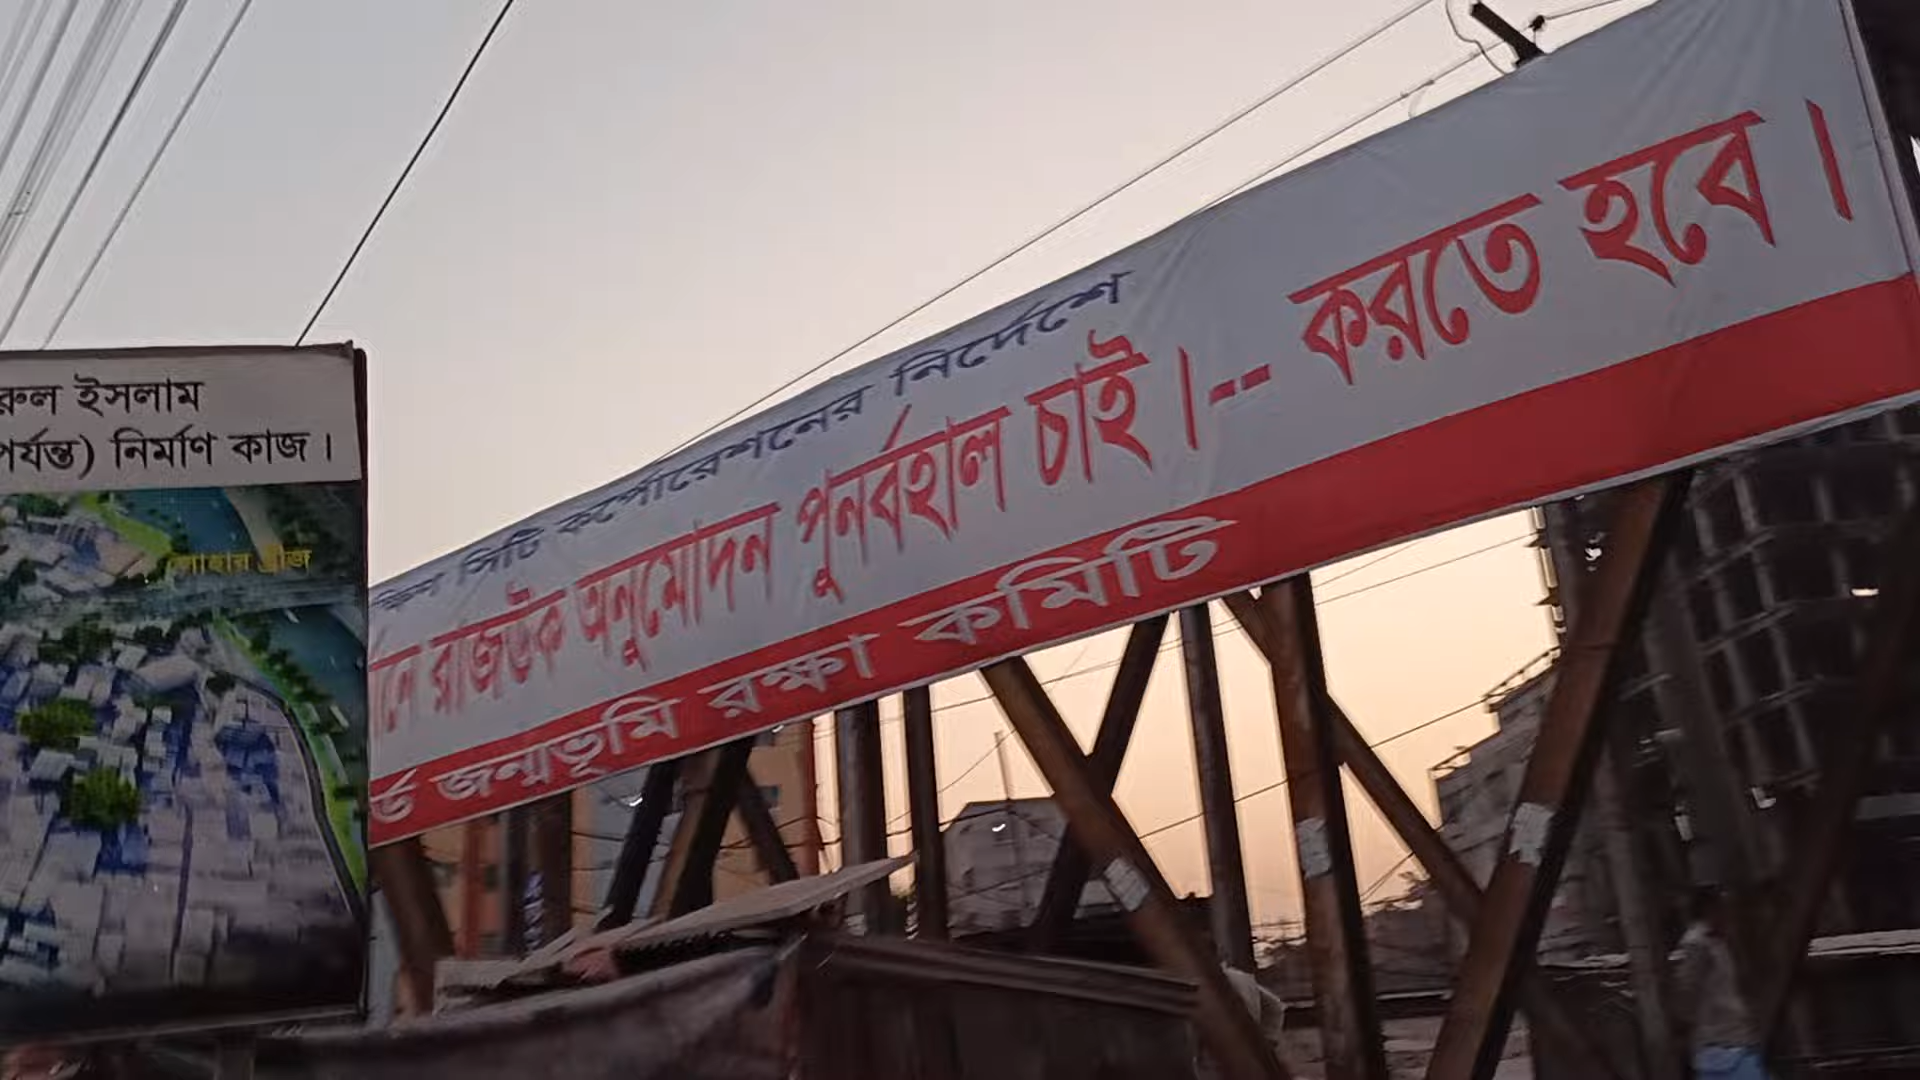 রুল ইসলাম
পর্যন্ত) নির্মাণ কাজ।
লোহার ব্রীজ
সিটি কর্পোরেশনের নির্দেশে
রাজউক অনুমোদন পুনর্বহাল চাই।-- করতে হবে।
র্ড জন্মভূমি রক্ষা কমিটি